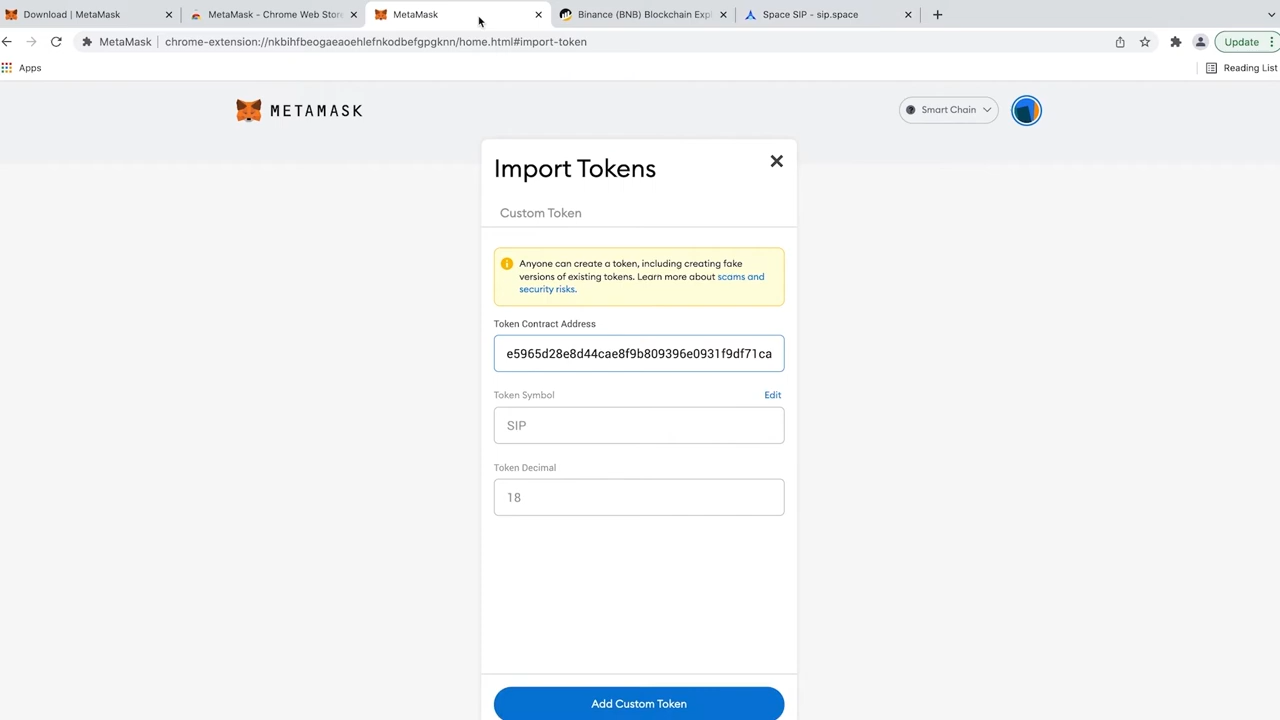 Download | MetaMask
MetaMask - Chrome Web Store
MetaMask
Binance (BNB) Blockchain Expl
Space SIP - sip.space
MetaMask
chrome-extension://nkbihfbeogaeaoehlefnkodbefgpgknn/home.html#import-token
Update
Apps
Reading List
METAMASK
Smart Chain
Import Tokens
Custom Token
Anyone can create a token, including creating fake
versions of existing tokens. Learn more about scams and
security risks.
Token Contract Address
e5965d28e8d44cae8f9b809396e0931f9df71ca
Token Symbol
Edit
SIP
Token Decimal
18
Add Custom Token